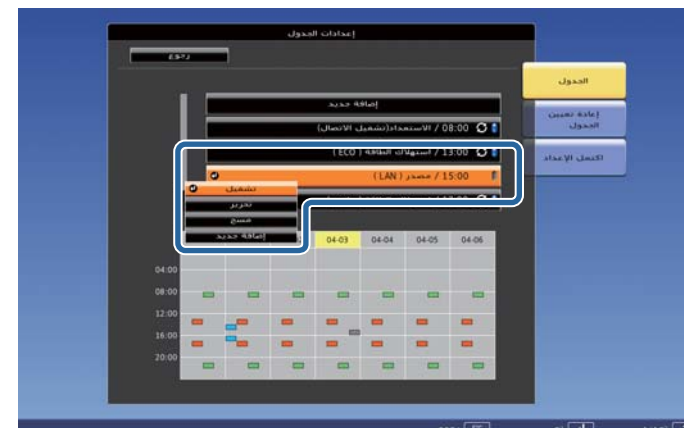 إعدادات الجدول
رجوع
الجدول
إعادة تعيين
الجدول
اكتمل الإعداد
إضافة جديد
08:00 / الاستعداد(تشغيل الاتصال)
13:00 / استهلاك الطاقة ( ECO )
15:00 / مصدر ( LAN )
تشغيل
تحرير
مسح
إضافة جديد
04-03 04-04 04-05 04-06
04:00
08:00
12:00
16:00
20:00
ESC